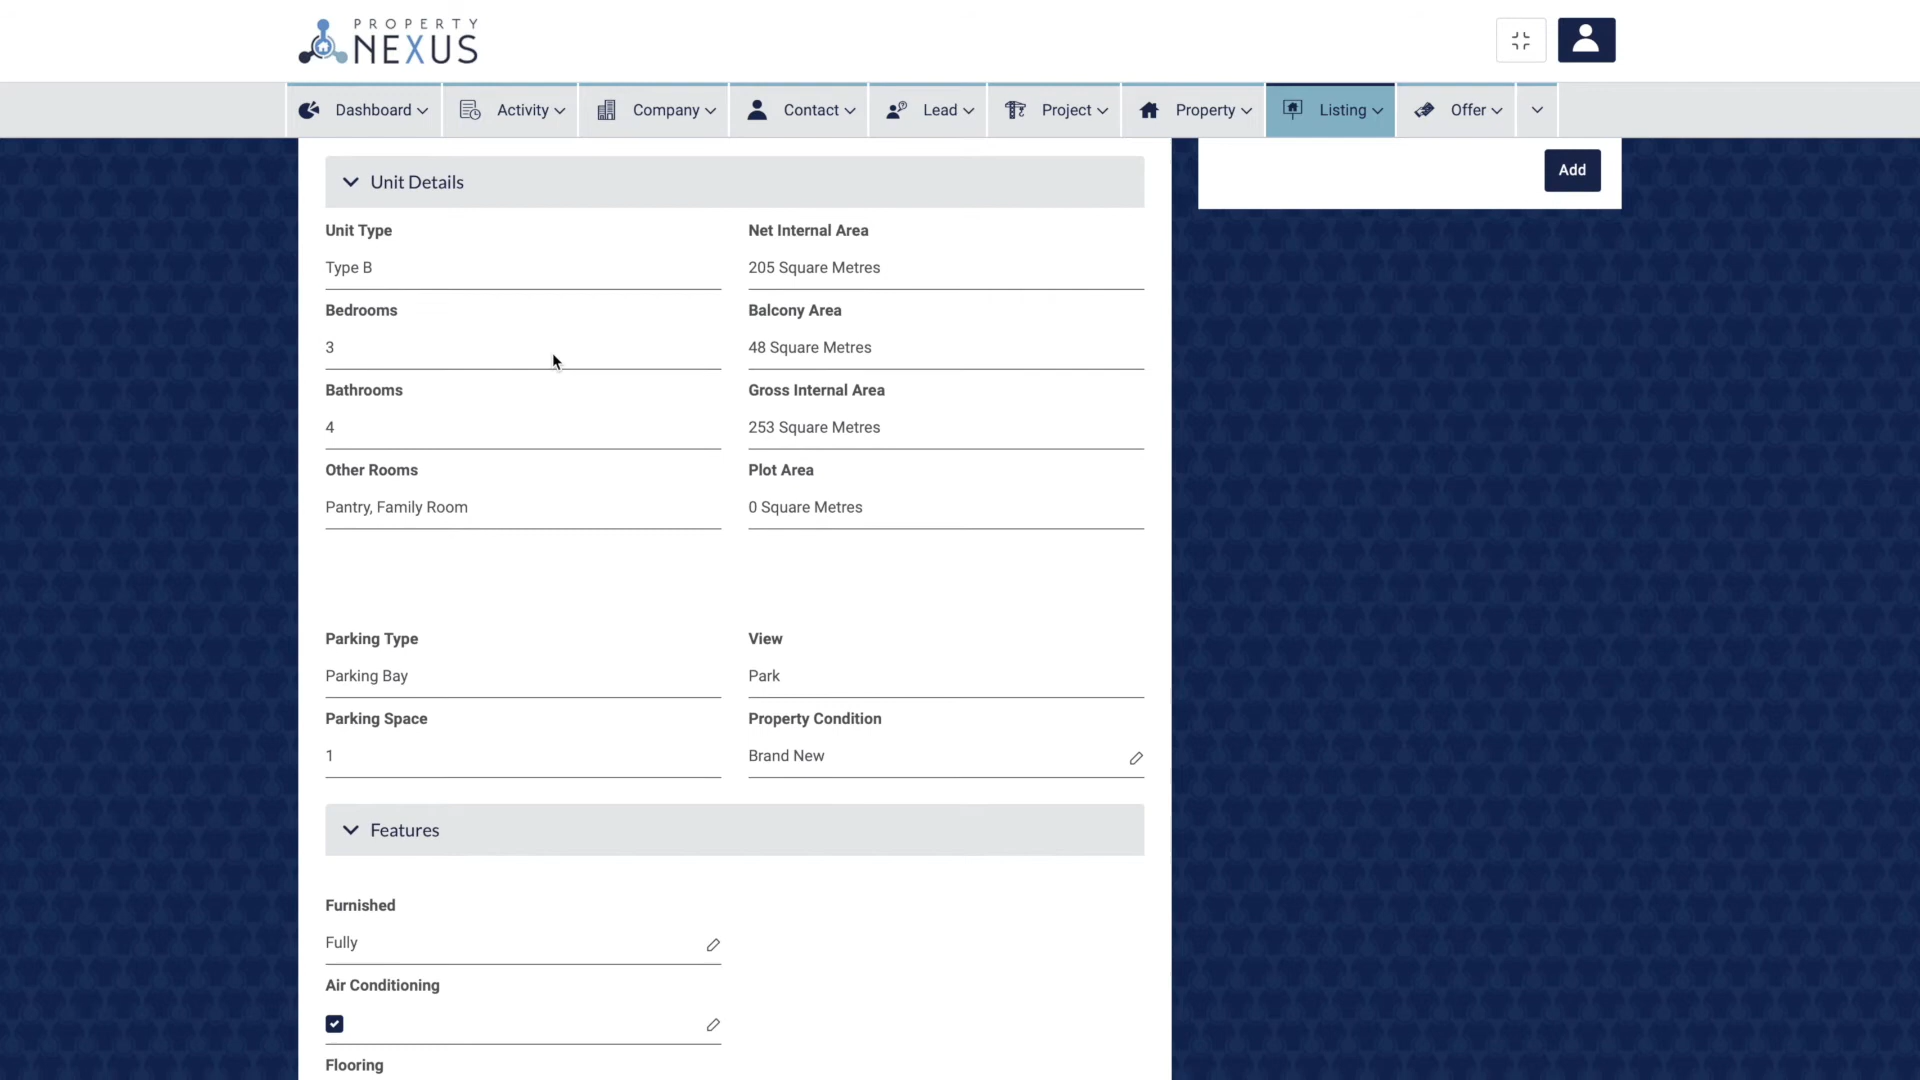 PROPERTY
NEXUS
Dashboard
Activity
Company
Contact
Lead
Project
Property
Listing
Offer
Add
Unit Details
Unit Type
Type B
Net Internal Area
205 Square Metres
Bedrooms
3
Balcony Area
48 Square Metres
Bathrooms
4
Gross Internal Area
253 Square Metres
Other Rooms
Pantry, Family Room
Plot Area
0 Square Metres
Parking Type
Parking Bay
View
Park
Parking Space
1
Property Condition
Brand New
Features
Furnished
Fully
Air Conditioning
Flooring